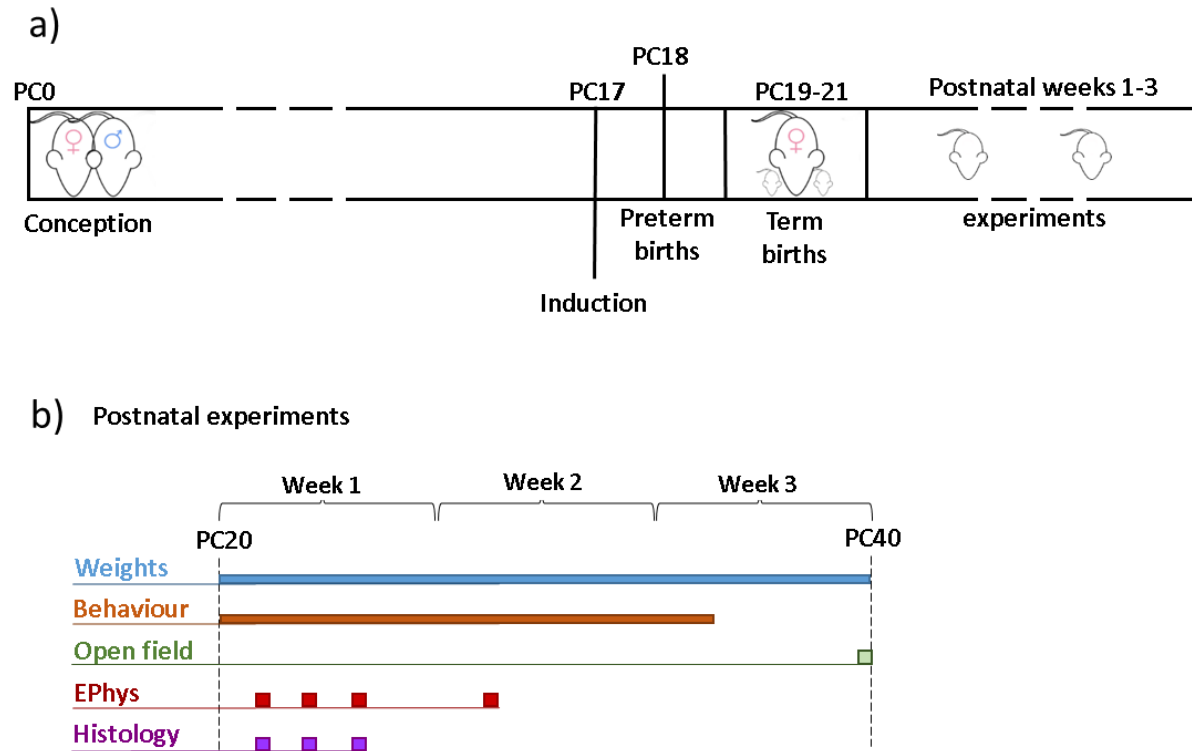 a)
PC18
PC0
PC17
PC19-21
Postnatal weeks 1-3
♀
♂
♀
Conception
Preterm
births
Term
births
experiments
Induction
b) Postnatal experiments
Week 1
Week 2
Week 3
PC20
PC40
Weights
Behaviour
Open field
EPhys
Histology